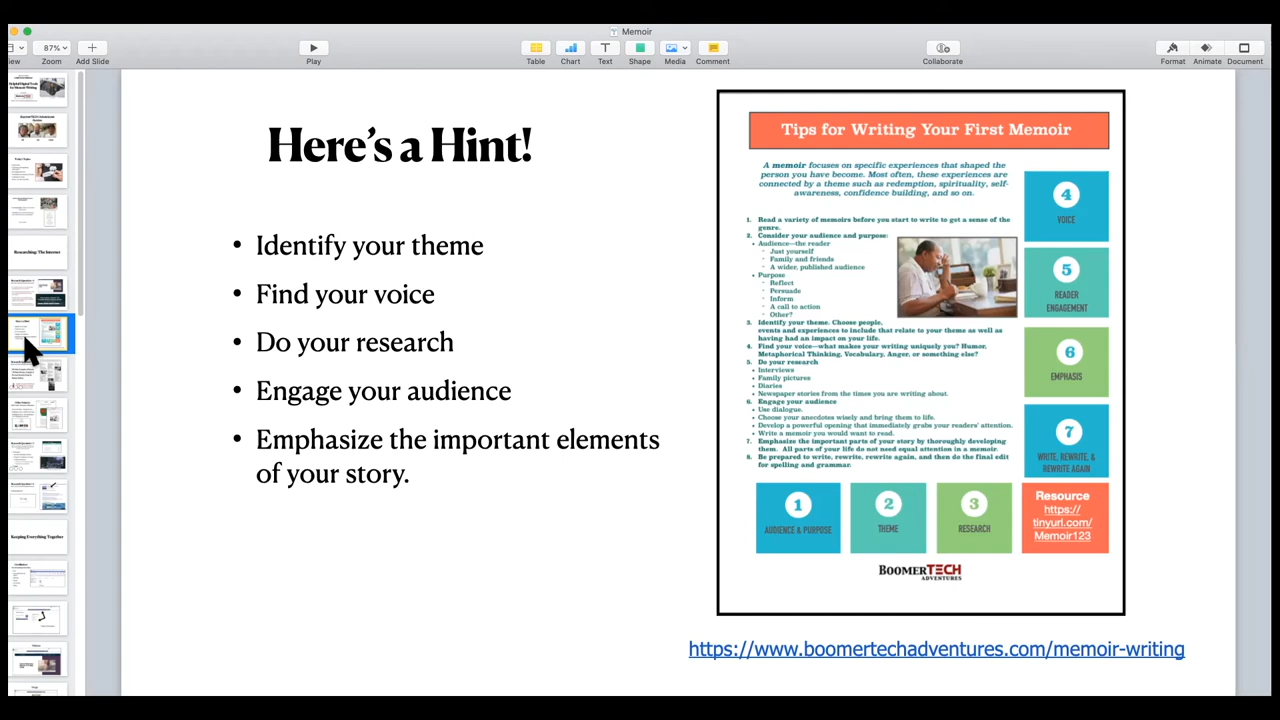 Memoir
87%
Zoom
Add Slide
Play
Table
Chart
Text
Shape
Media
Comment
Collaborate
Format
Animate
Document
Here's a Hint!
• Identify your theme
• Find your voice
• Do your research
• Engage your audience
• Emphasize the important elements
of your story.
Tips for Writing Your First Memoir
A memoir focuses on specific experiences that shaped the
person you have become. Most often, these experiences are
connected by a theme such as redemption, spirituality, self-
awareness, confidence building, and so on.
1. Read a variety of memoirs before you start to write to get a sense of the
genre.
2. Consider your audience and purpose:
• Audience—the reader
- Just yourself
- Family and friends
- A wider, published audience
• Purpose
- Reflect
- Persuade
- Inform
- A call to action
- Other?
3. Identify your theme. Choose people,
events and experiences to include that relate to your theme as well as
having had an impact on your life.
4. Find your voice—what makes your writing uniquely you? Humor,
Metaphorical Thinking, Vocabulary, Anger, or something else?
5. Do your research
• Interviews
• Family pictures
• Diaries
• Newspaper stories from the times you are writing about.
6. Engage your audience
• Use dialogue.
• Choose your anecdotes wisely and bring them to life.
• Develop a powerful opening that immediately grabs your readers' attention.
• Write a memoir you would want to read.
7. Emphasize the important parts of your story by thoroughly developing
them. All parts of your life do not need equal attention in a memoir.
8. Be prepared to write, rewrite, rewrite again, and then do the final edit
for spelling and grammar.
4
VOICE
5
READER
ENGAGEMENT
6
EMPHASIS
7
WRITE, REWRITE, &
REWRITE AGAIN
1
AUDIENCE & PURPOSE
2
THEME
3
RESEARCH
Resource
https://
tinyurl.com/
Memoir123
BOOMERTECH
ADVENTURES
https://www.boomertechadventures.com/memoir-writing
Researching: The Internet
Keeping Everything Together